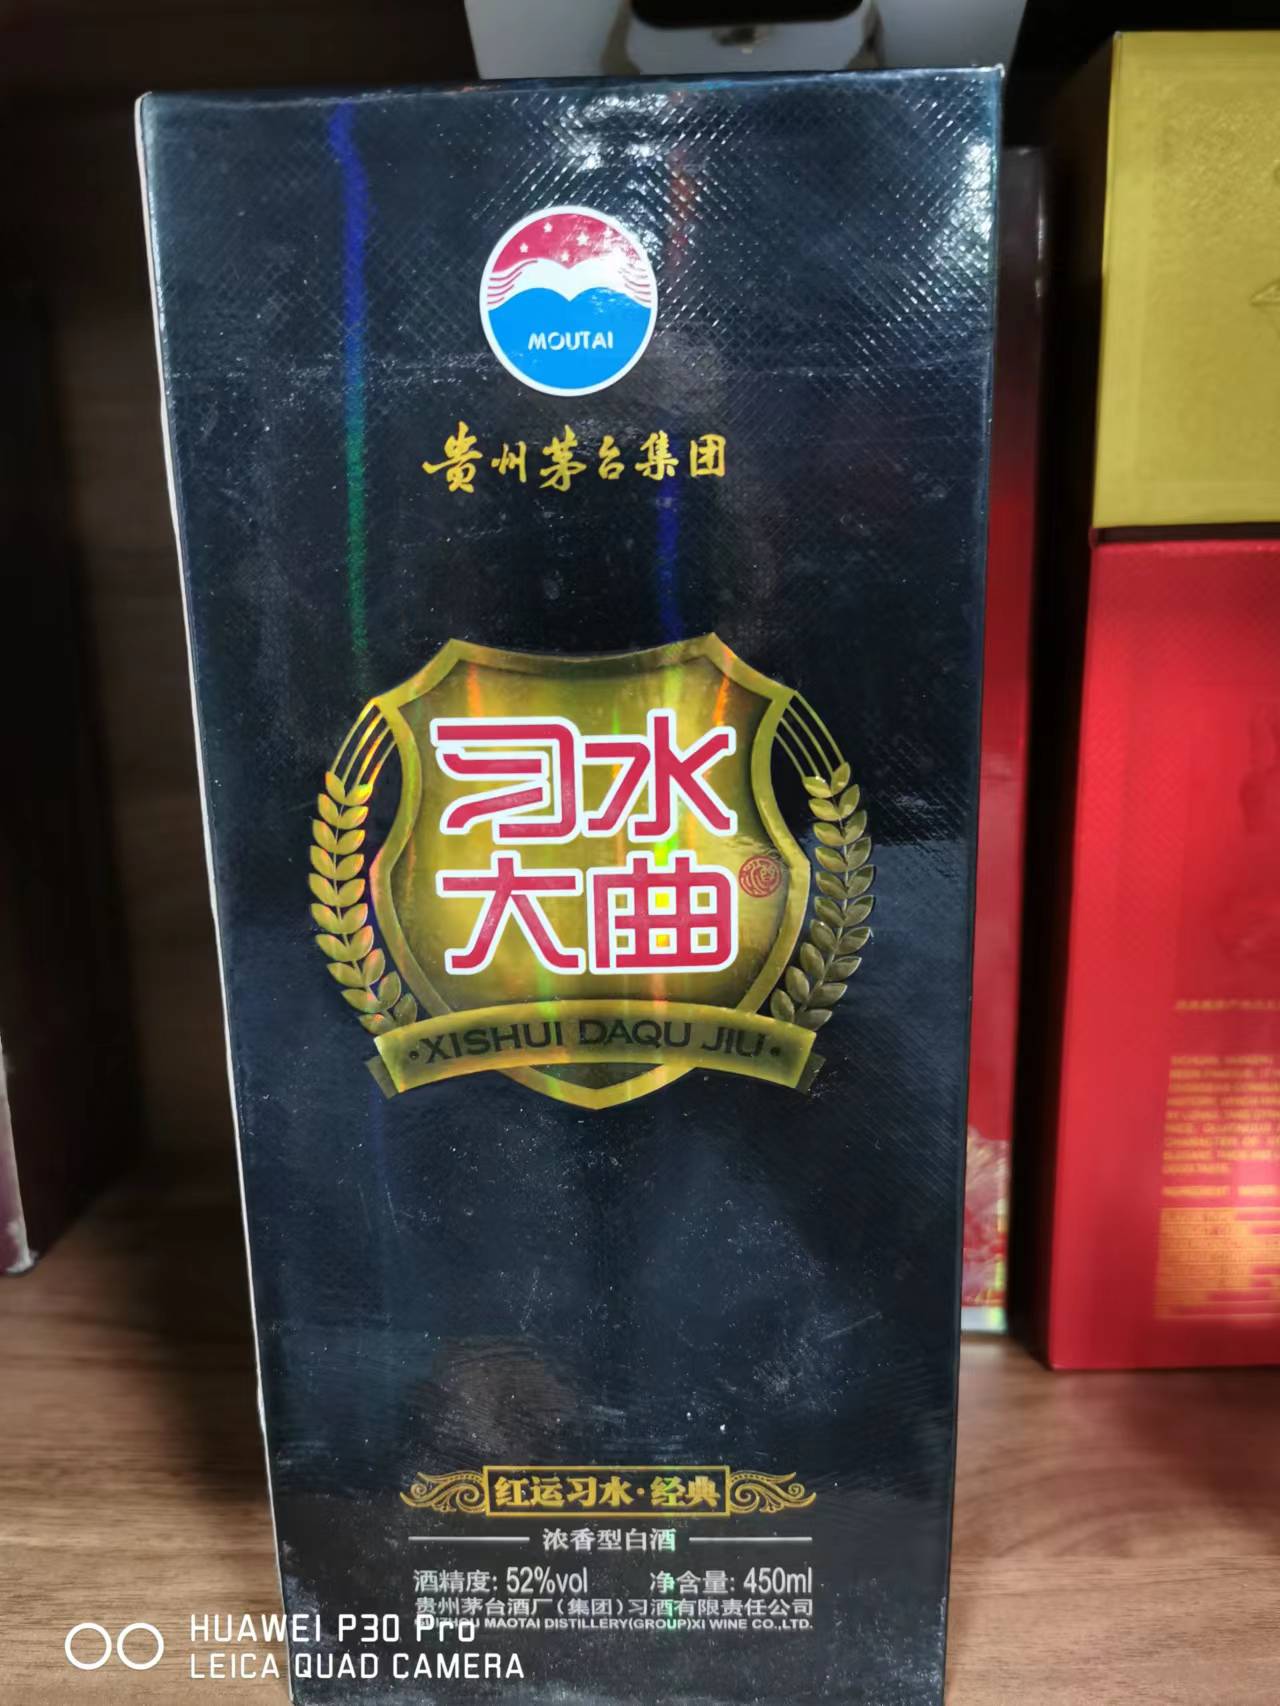 MOUTAI
贵州茅台集团
习水
大曲
·XISHUI DAQU JIU·
红运习水·经典
浓香型白酒
酒精度: 52%vol 净含量: 450ml
贵州茅台酒厂(集团)习酒有限责任公司
GUIZHOU MAOTAI DISTILLERY(GROUP)XI WINE CO.,LTD.
HUAWEI P30 Pro
LEICA QUAD CAMERA